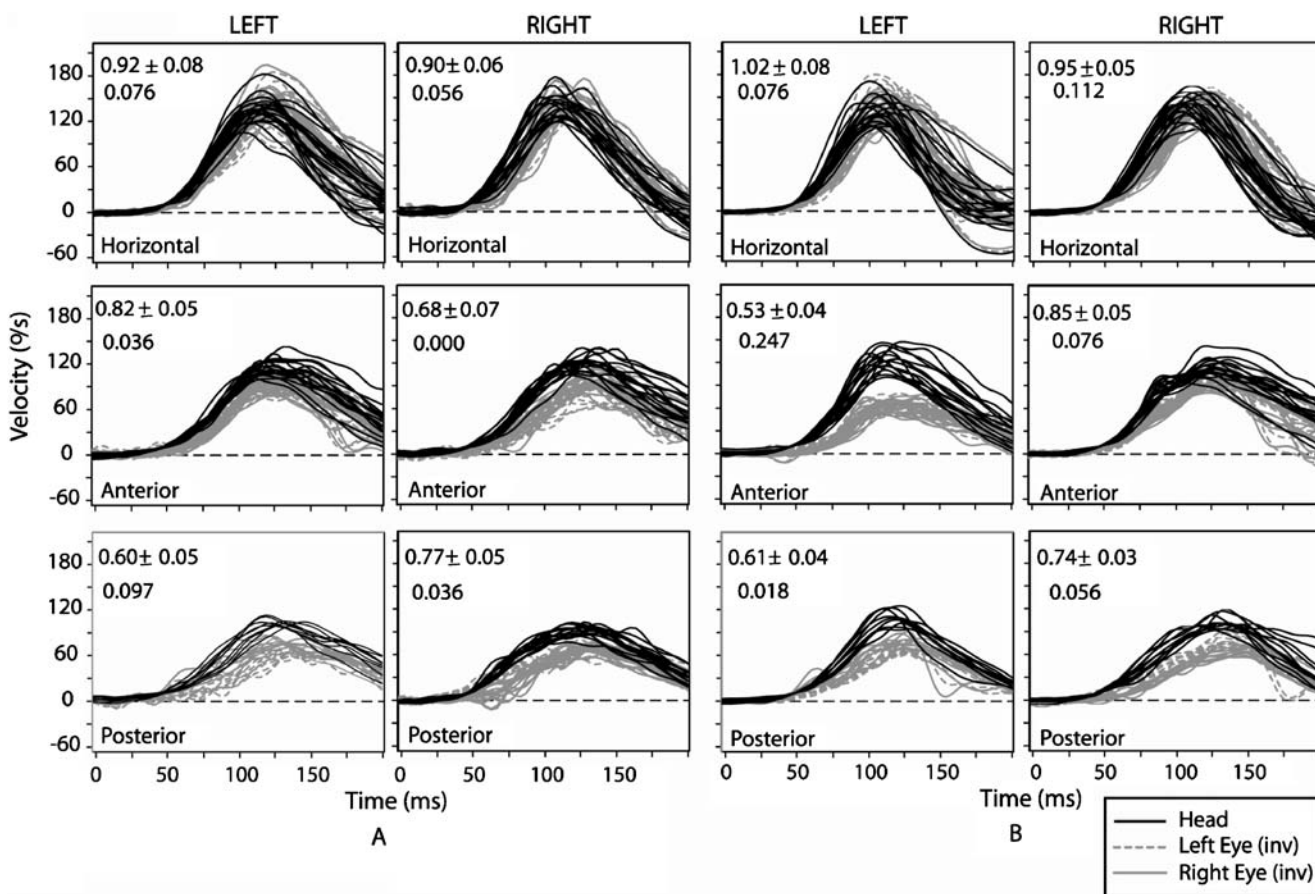 LEFT RIGHT LEFT RIGHT
Velocity (º/s)
180
120
60
0
-60
0.92 ± 0.08
0.076
Horizontal
0.90 ± 0.06
0.056
Horizontal
1.02 ± 0.08
0.076
Horizontal
0.95 ± 0.05
0.112
Horizontal
180
120
60
0
-60
0.82 ± 0.05
0.036
Anterior
0.68 ± 0.07
0.000
Anterior
0.53 ± 0.04
0.247
Anterior
0.85 ± 0.05
0.076
Anterior
180
120
60
0
-60
0.60 ± 0.05
0.097
Posterior
0.77 ± 0.05
0.036
Posterior
0.61 ± 0.04
0.018
Posterior
0.74 ± 0.03
0.056
Posterior
0 50 100 150 0 50 100 150 0 50 100 150 0 50 100 150
Time (ms) Time (ms)
A B
Head
Left Eye (inv)
Right Eye (inv)